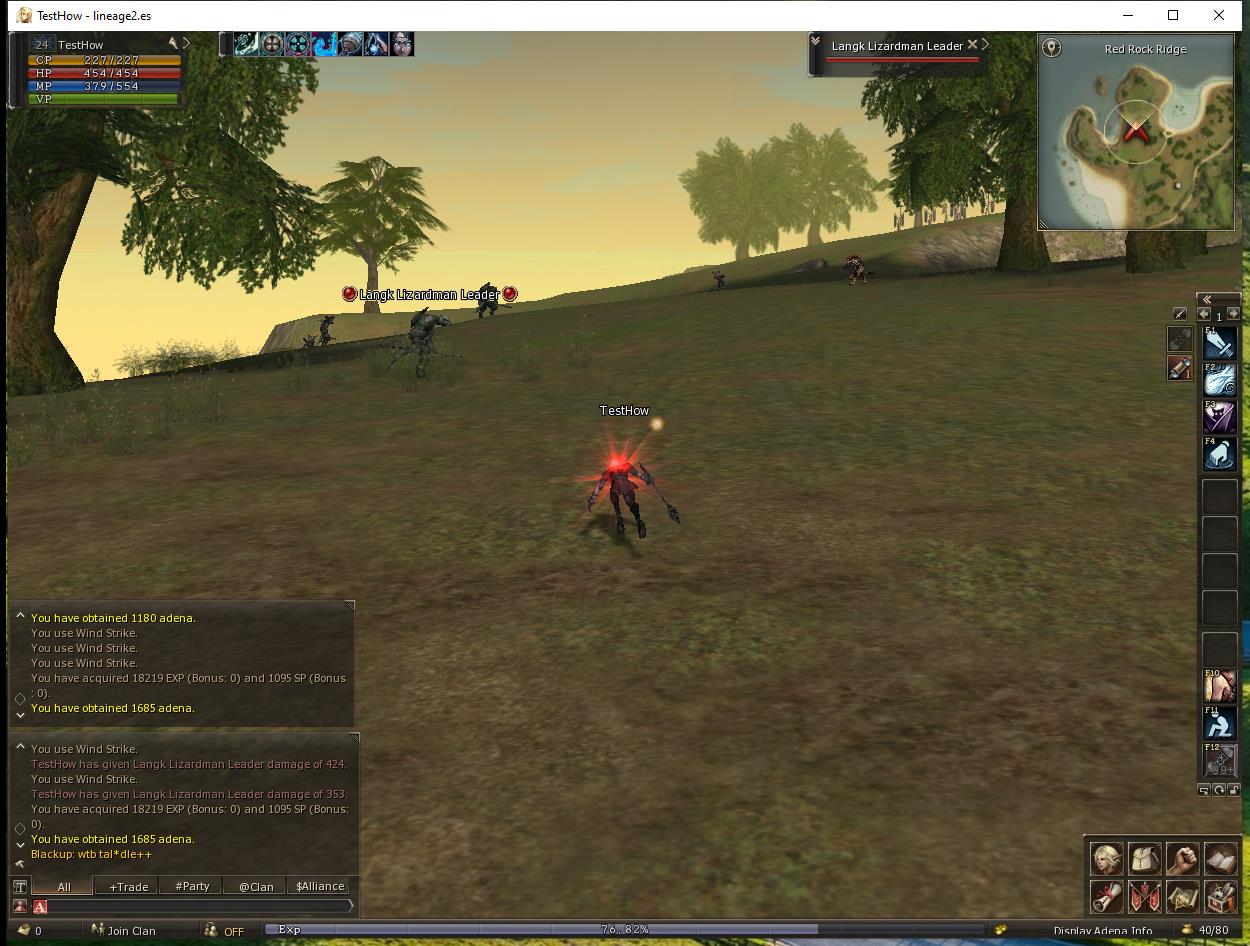 TestHow - lineage2.es
24 TestHow
CP 227/227
HP 454/454
MP 379/554
VP
Langk Lizardman Leader
Red Rock Ridge
Langk Lizardman Leader
TestHow
1
F1
F2
F3
F4
F10
F11
F12
99+
1
You have obtained 1180 adena.
You use Wind Strike.
You use Wind Strike.
You use Wind Strike.
You have acquired 18219 EXP (Bonus: 0) and 1095 SP (Bonus
: 0).
You have obtained 1685 adena.
You use Wind Strike.
TestHow has given Langk Lizardman Leader damage of 424.
You use Wind Strike.
TestHow has given Langk Lizardman Leader damage of 353.
You have acquired 18219 EXP (Bonus: 0) and 1095 SP (Bonus:
0).
You have obtained 1685 adena.
Blackup: wtb tal*dle++
T All +Trade #Party @Clan $Alliance
A
0 Join Clan OFF Exp 76.82% Display Adena Info 40/80